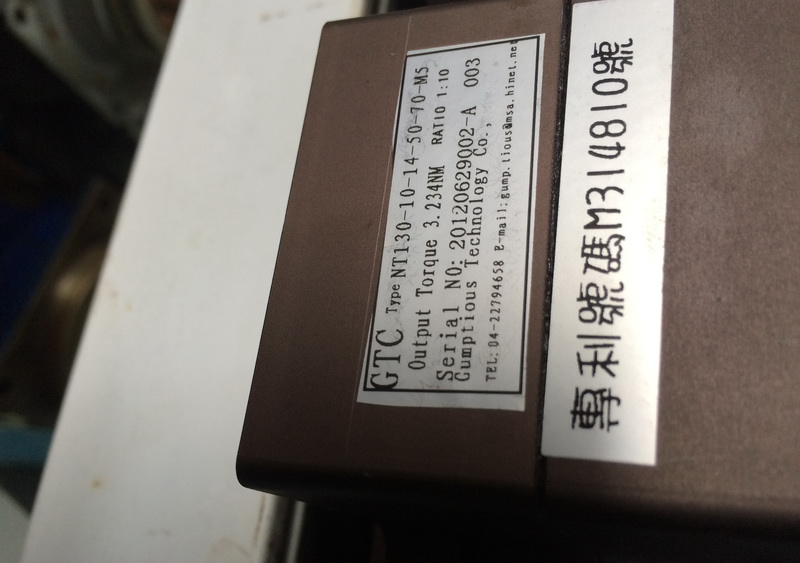 GTC Type NT130-10-14-50-70-M5
Output Torque 3.234NM RATIO 1:10
Serial NO: 20120629002-A 003
Gumptious Technology Co.,
TEL: 04-22794658 E-mail:gump.tious@msa.hinet.net
專利號碼M314810號